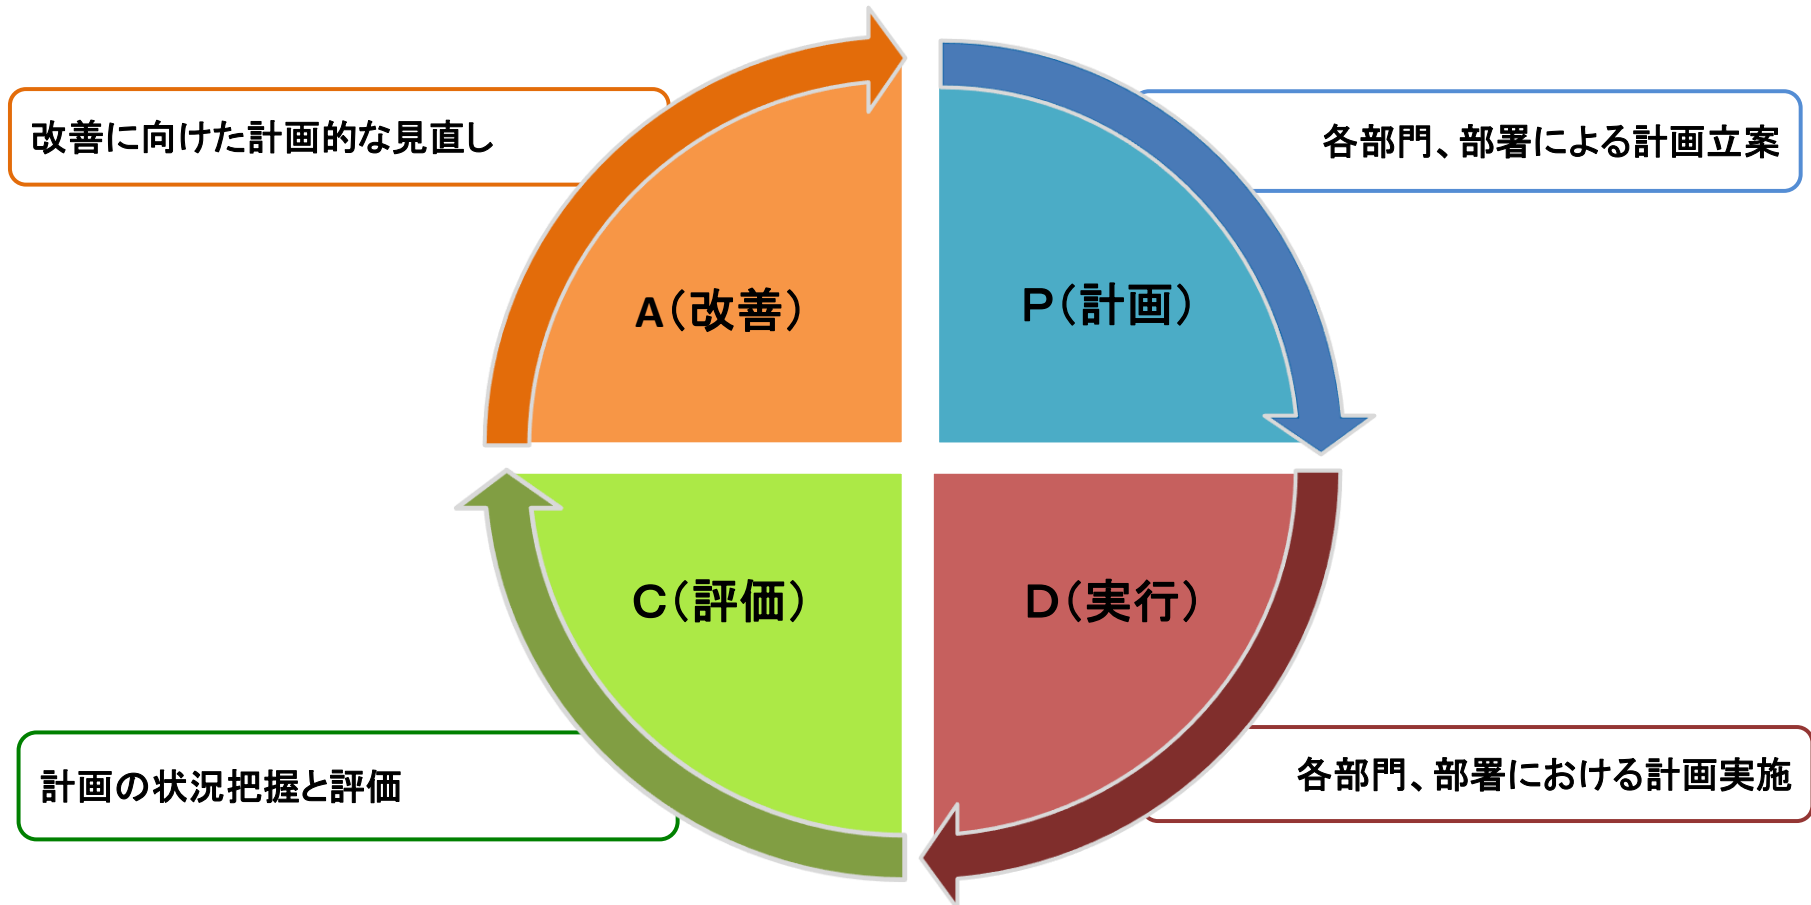 改善に向けた計画的な見直し
各部門、部署による計画立案
A（改善）
P（計画）
C（評価）
D（実行）
計画の状況把握と評価
各部門、部署における計画実施